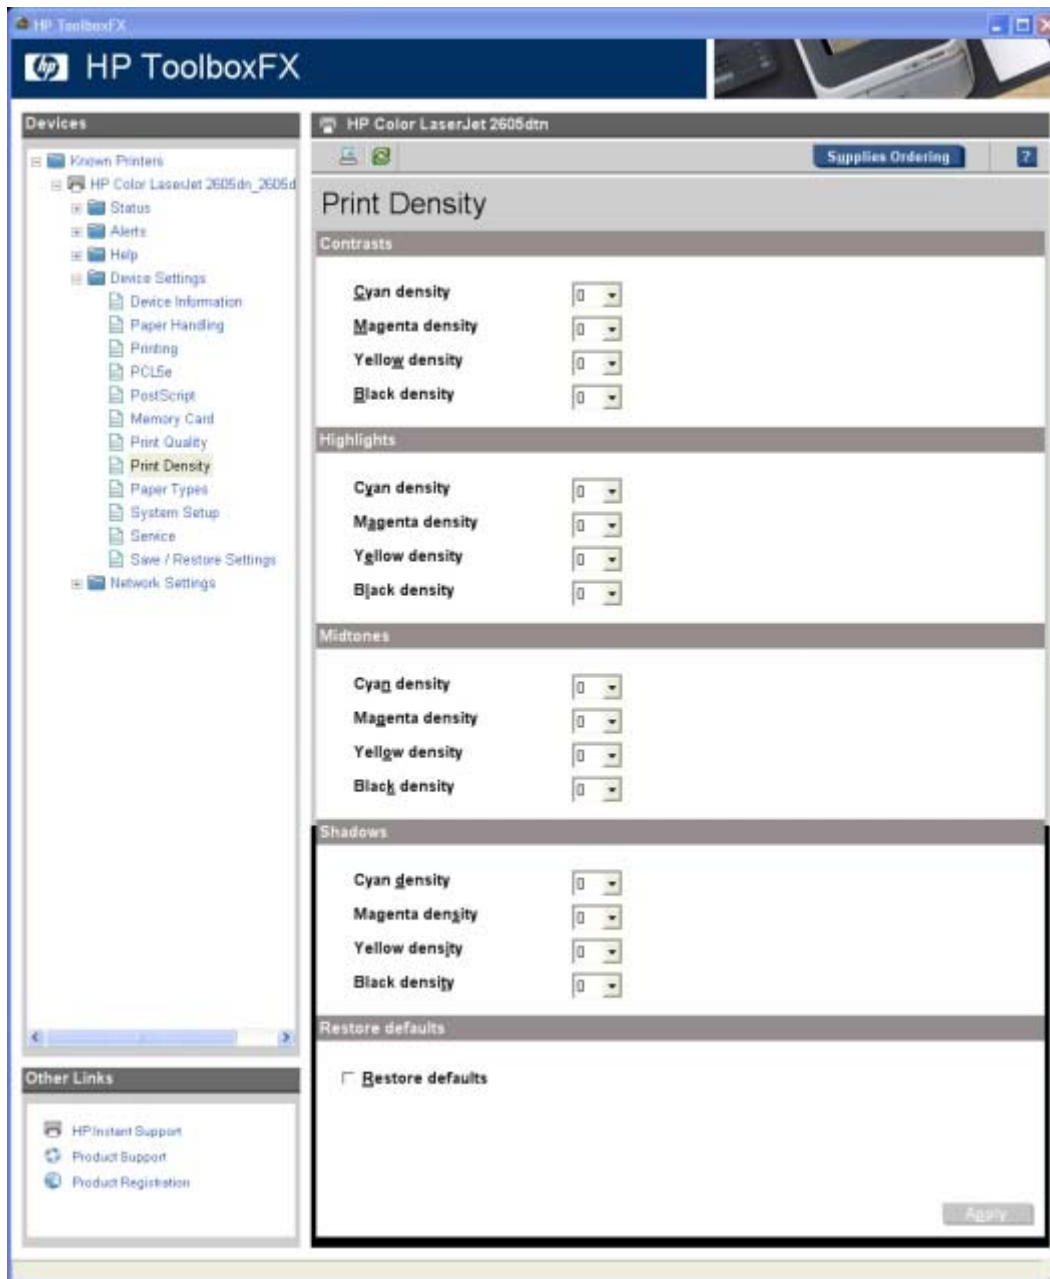 HP ToolboxFX
hp HP ToolboxFX
Devices
Known Printers
HP Color LaserJet 2605dn_2605d
Status
Alerts
Help
Device Settings
Device Information
Paper Handling
Printing
PCL5e
PostScript
Memory Card
Print Quality
Print Density
Paper Types
System Setup
Service
Save / Restore Settings
Network Settings
Other Links
HP Instant Support
Product Support
Product Registration
HP Color LaserJet 2605dtn
Supplies Ordering ?
Print Density
Contrasts
Cyan density 0
Magenta density 0
Yellow density 0
Black density 0
Highlights
Cyan density 0
Magenta density 0
Yellow density 0
Black density 0
Midtones
Cyan density 0
Magenta density 0
Yellow density 0
Black density 0
Shadows
Cyan density 0
Magenta density 0
Yellow density 0
Black density 0
Restore defaults
Restore defaults
Apply